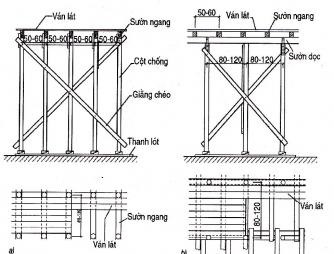 Ván lát
Sườn ngang
50-60 50-60 50-60 50-60
Cột chống
Giằng chéo
Thanh lót
Sườn ngang
Ván lát
a)
50-60
Ván lát
Sườn ngang
Sườn dọc
80-120 80-120
Ván lát
80-120